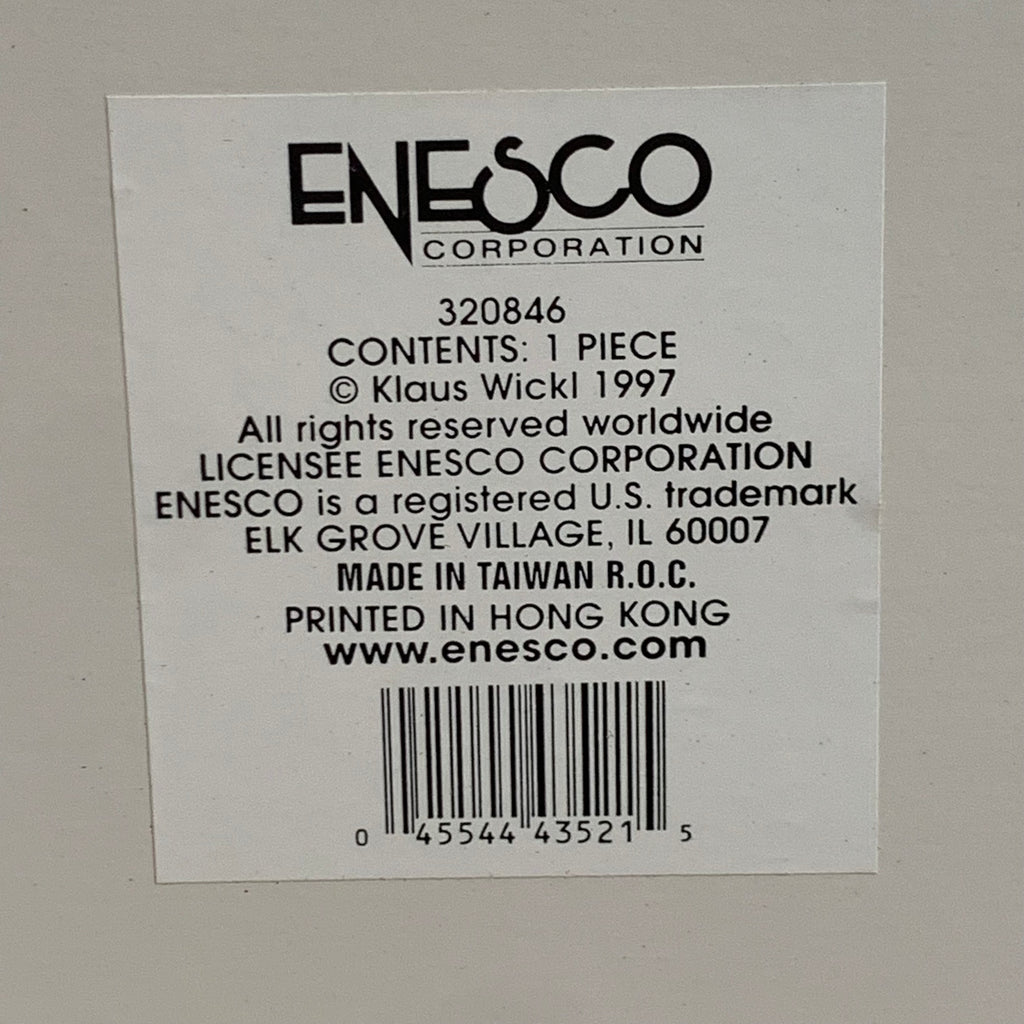 ENESCO
CORPORATION
320846
CONTENTS: 1 PIECE
© Klaus Wickl 1997
All rights reserved worldwide
LICENSEE ENESCO CORPORATION
ENESCO is a registered U.S. trademark
ELK GROVE VILLAGE, IL 60007
MADE IN TAIWAN R.O.C.
PRINTED IN HONG KONG
www.enesco.com
0 45544 43521 5